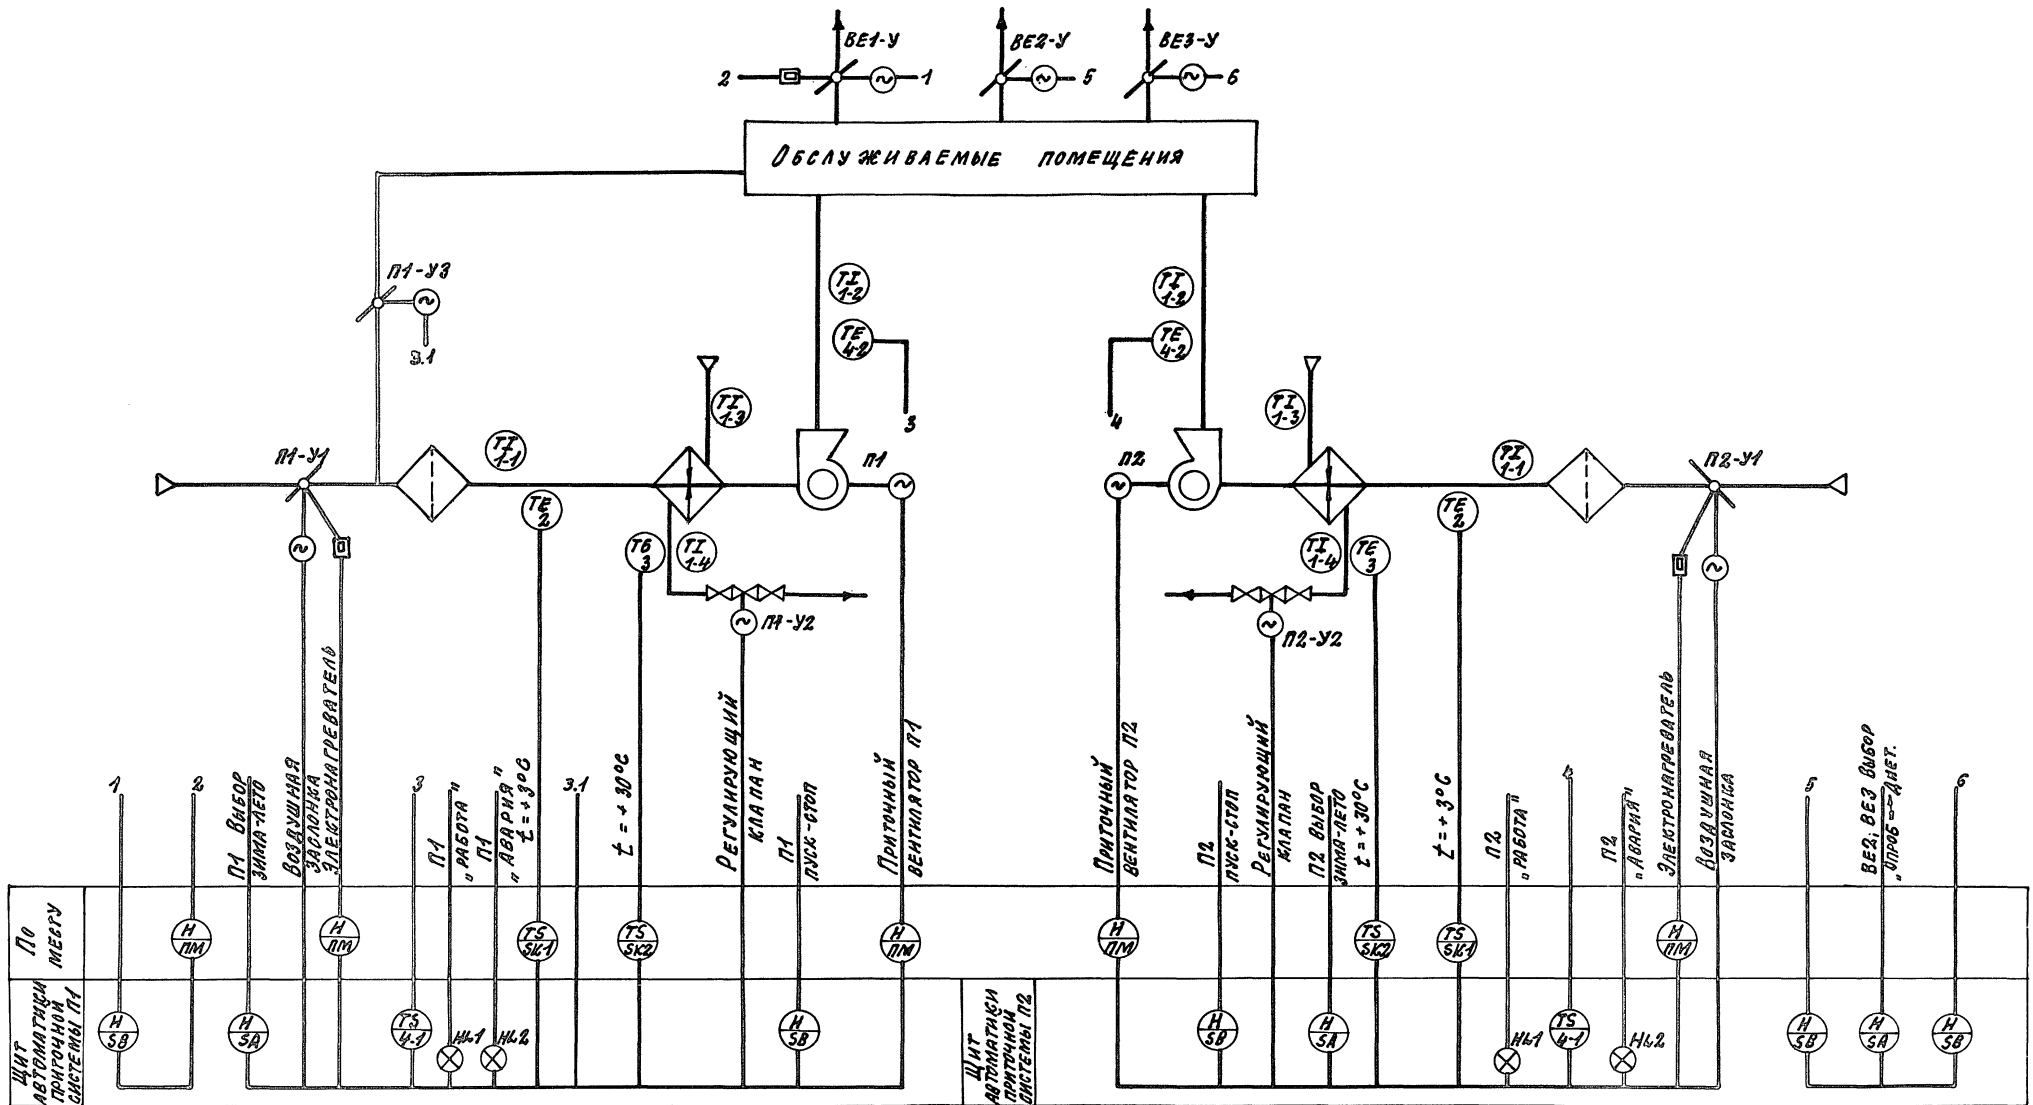 ВЕ1-У
ВЕ2-У
ВЕ3-У
2
1
5
6
Обслуживаемые помещения
П1-У3
Э.1
TI
1-2
TE
4-2
3
TI
1-2
TE
4-2
4
TI
1-3
TI
1-3
П1-У1
TI
1-1
П1
П2
TI
1-1
П2-У1
TE
2
TE
3
TI
1-4
П1-У2
TI
1-4
TE
3
TE
2
П2-У2
1
2
П1 Выбор
зима-лето
Воздушная
заслонка
Электронагреватель
3
П1
„Работа"
П1
„Авария"
t=+3°C
Э.1
t=+30°C
Регулирующий
клапан
П1
пуск-стоп
Приточный
вентилятор П1
Приточный
вентилятор П2
П2
пуск-стоп
Регулирующий
клапан
П2 Выбор
зима-лето
t=+30°C
t=+3°C
П2
„Работа"
4
П2
„Авария"
Электронагреватель
Воздушная
заслонка
5
ВЕ2; ВЕ3 Выбор
„Опроб ⇔ Дист."
6
По
месту
H
ПМ
H
ПМ
TS
SK1
TS
SK2
H
ПМ
H
ПМ
TS
SK2
TS
SK1
H
ПМ
Щит
автоматики
приточной
системы П1
H
SB
H
SA
TS
4-1
HL1
HL2
H
SB
Щит
автоматики
приточной
системы П2
H
SB
H
SA
HL1
TS
4-1
HL2
H
SB
H
SA
H
SB